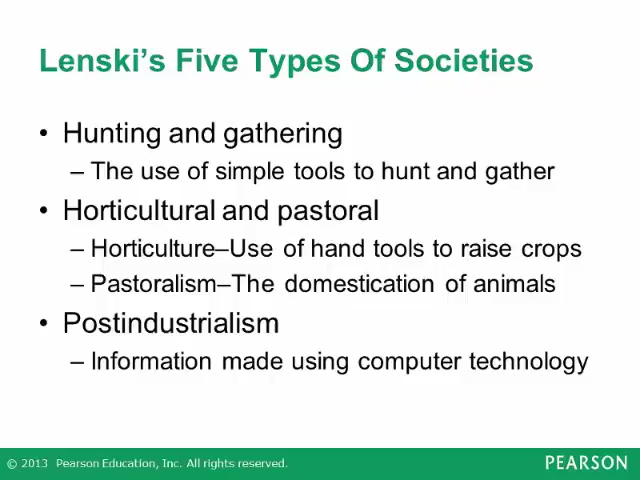 Lenski’s Five Types Of Societies
• Hunting and gathering
– The use of simple tools to hunt and gather
• Horticultural and pastoral
– Horticulture–Use of hand tools to raise crops
– Pastoralism–The domestication of animals
• Postindustrialism
– Information made using computer technology
© 2013 Pearson Education, Inc. All rights reserved.
PEARSON